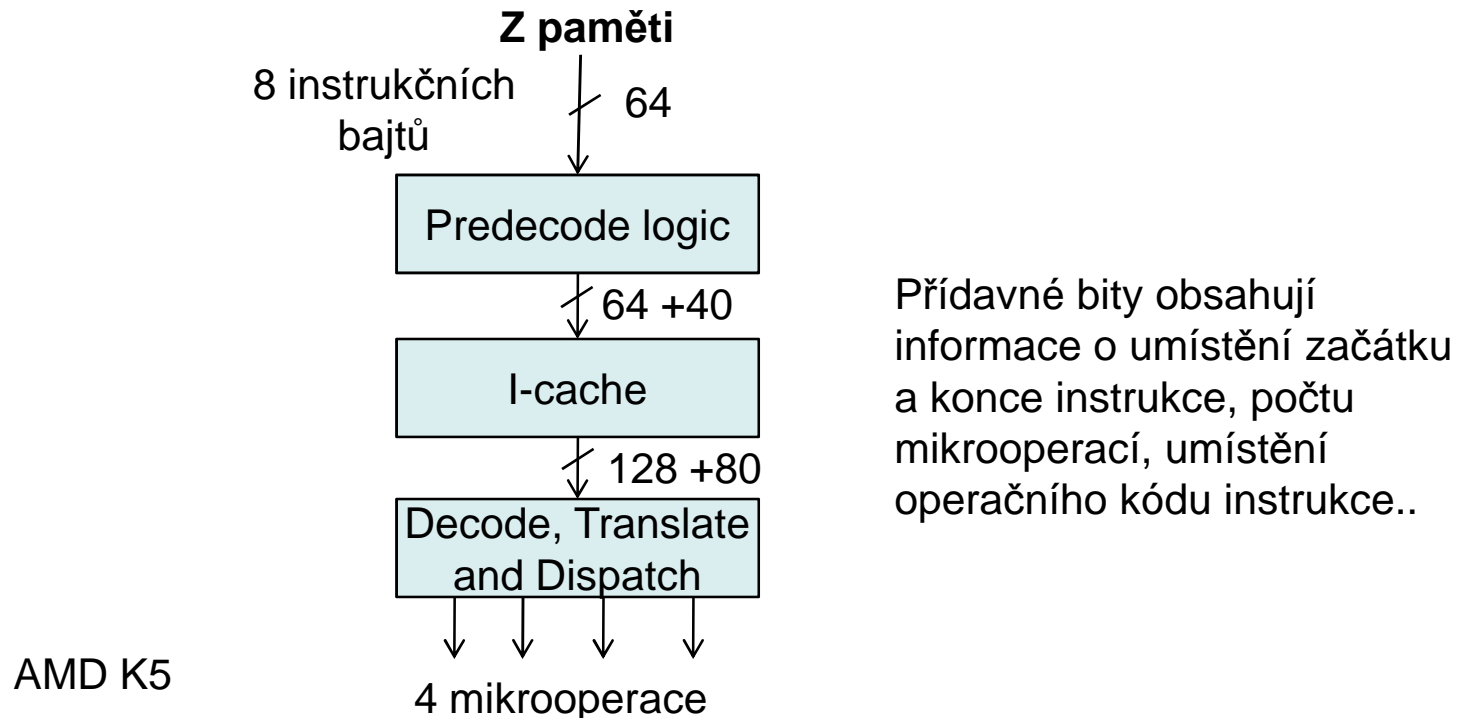 Z paměti
8 instrukčních
bajtů
64
Predecode logic
64 +40
I-cache
128 +80
Decode, Translate
and Dispatch
4 mikrooperace
Přídavné bity obsahují
informace o umístění začátku
a konce instrukce, počtu
mikrooperací, umístění
operačního kódu instrukce..
AMD K5